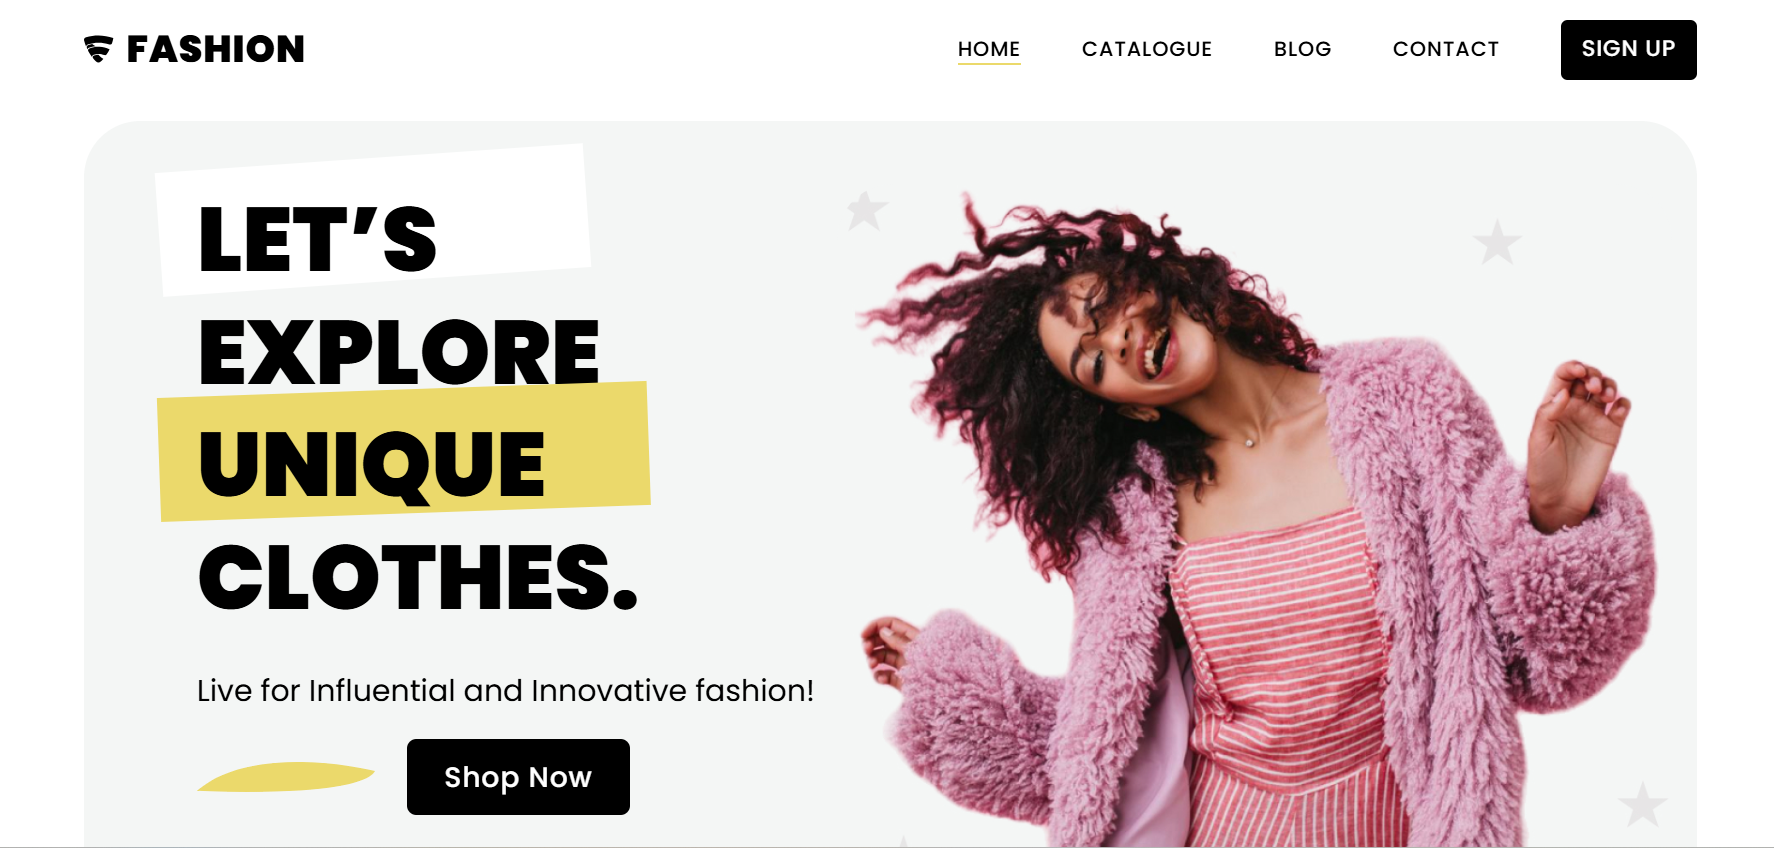 FASHION
HOME CATALOGUE BLOG CONTACT SIGN UP
LET’S
EXPLORE
UNIQUE
CLOTHES.
Live for Influential and Innovative fashion!
Shop Now